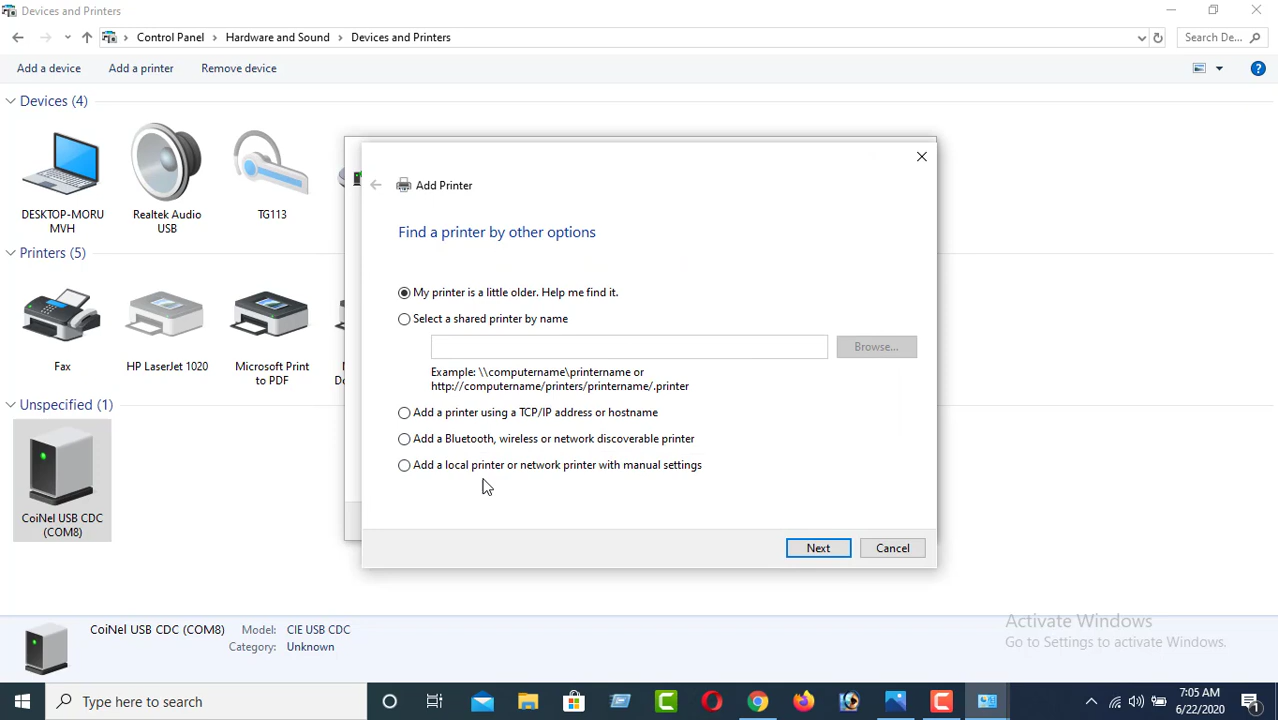 Devices and Printers
Control Panel > Hardware and Sound > Devices and Printers
Search De...
Add a device Add a printer Remove device
Devices (4)
DESKTOP-MORU
MVH
Realtek Audio
USB
TG113
Printers (5)
Fax
HP LaserJet 1020
Microsoft Print
to PDF
Unspecified (1)
CoiNel USB CDC
(COM8)
Add Printer
Find a printer by other options
My printer is a little older. Help me find it.
Select a shared printer by name
Browse...
Example: \\computername\printername or
http://computername/printers/printername/.printer
Add a printer using a TCP/IP address or hostname
Add a Bluetooth, wireless or network discoverable printer
Add a local printer or network printer with manual settings
Next Cancel
Activate Windows
Go to Settings to activate Windows.
CoiNel USB CDC (COM8) Model: CIE USB CDC
Category: Unknown
Type here to search
7:05 AM
6/22/2020
1